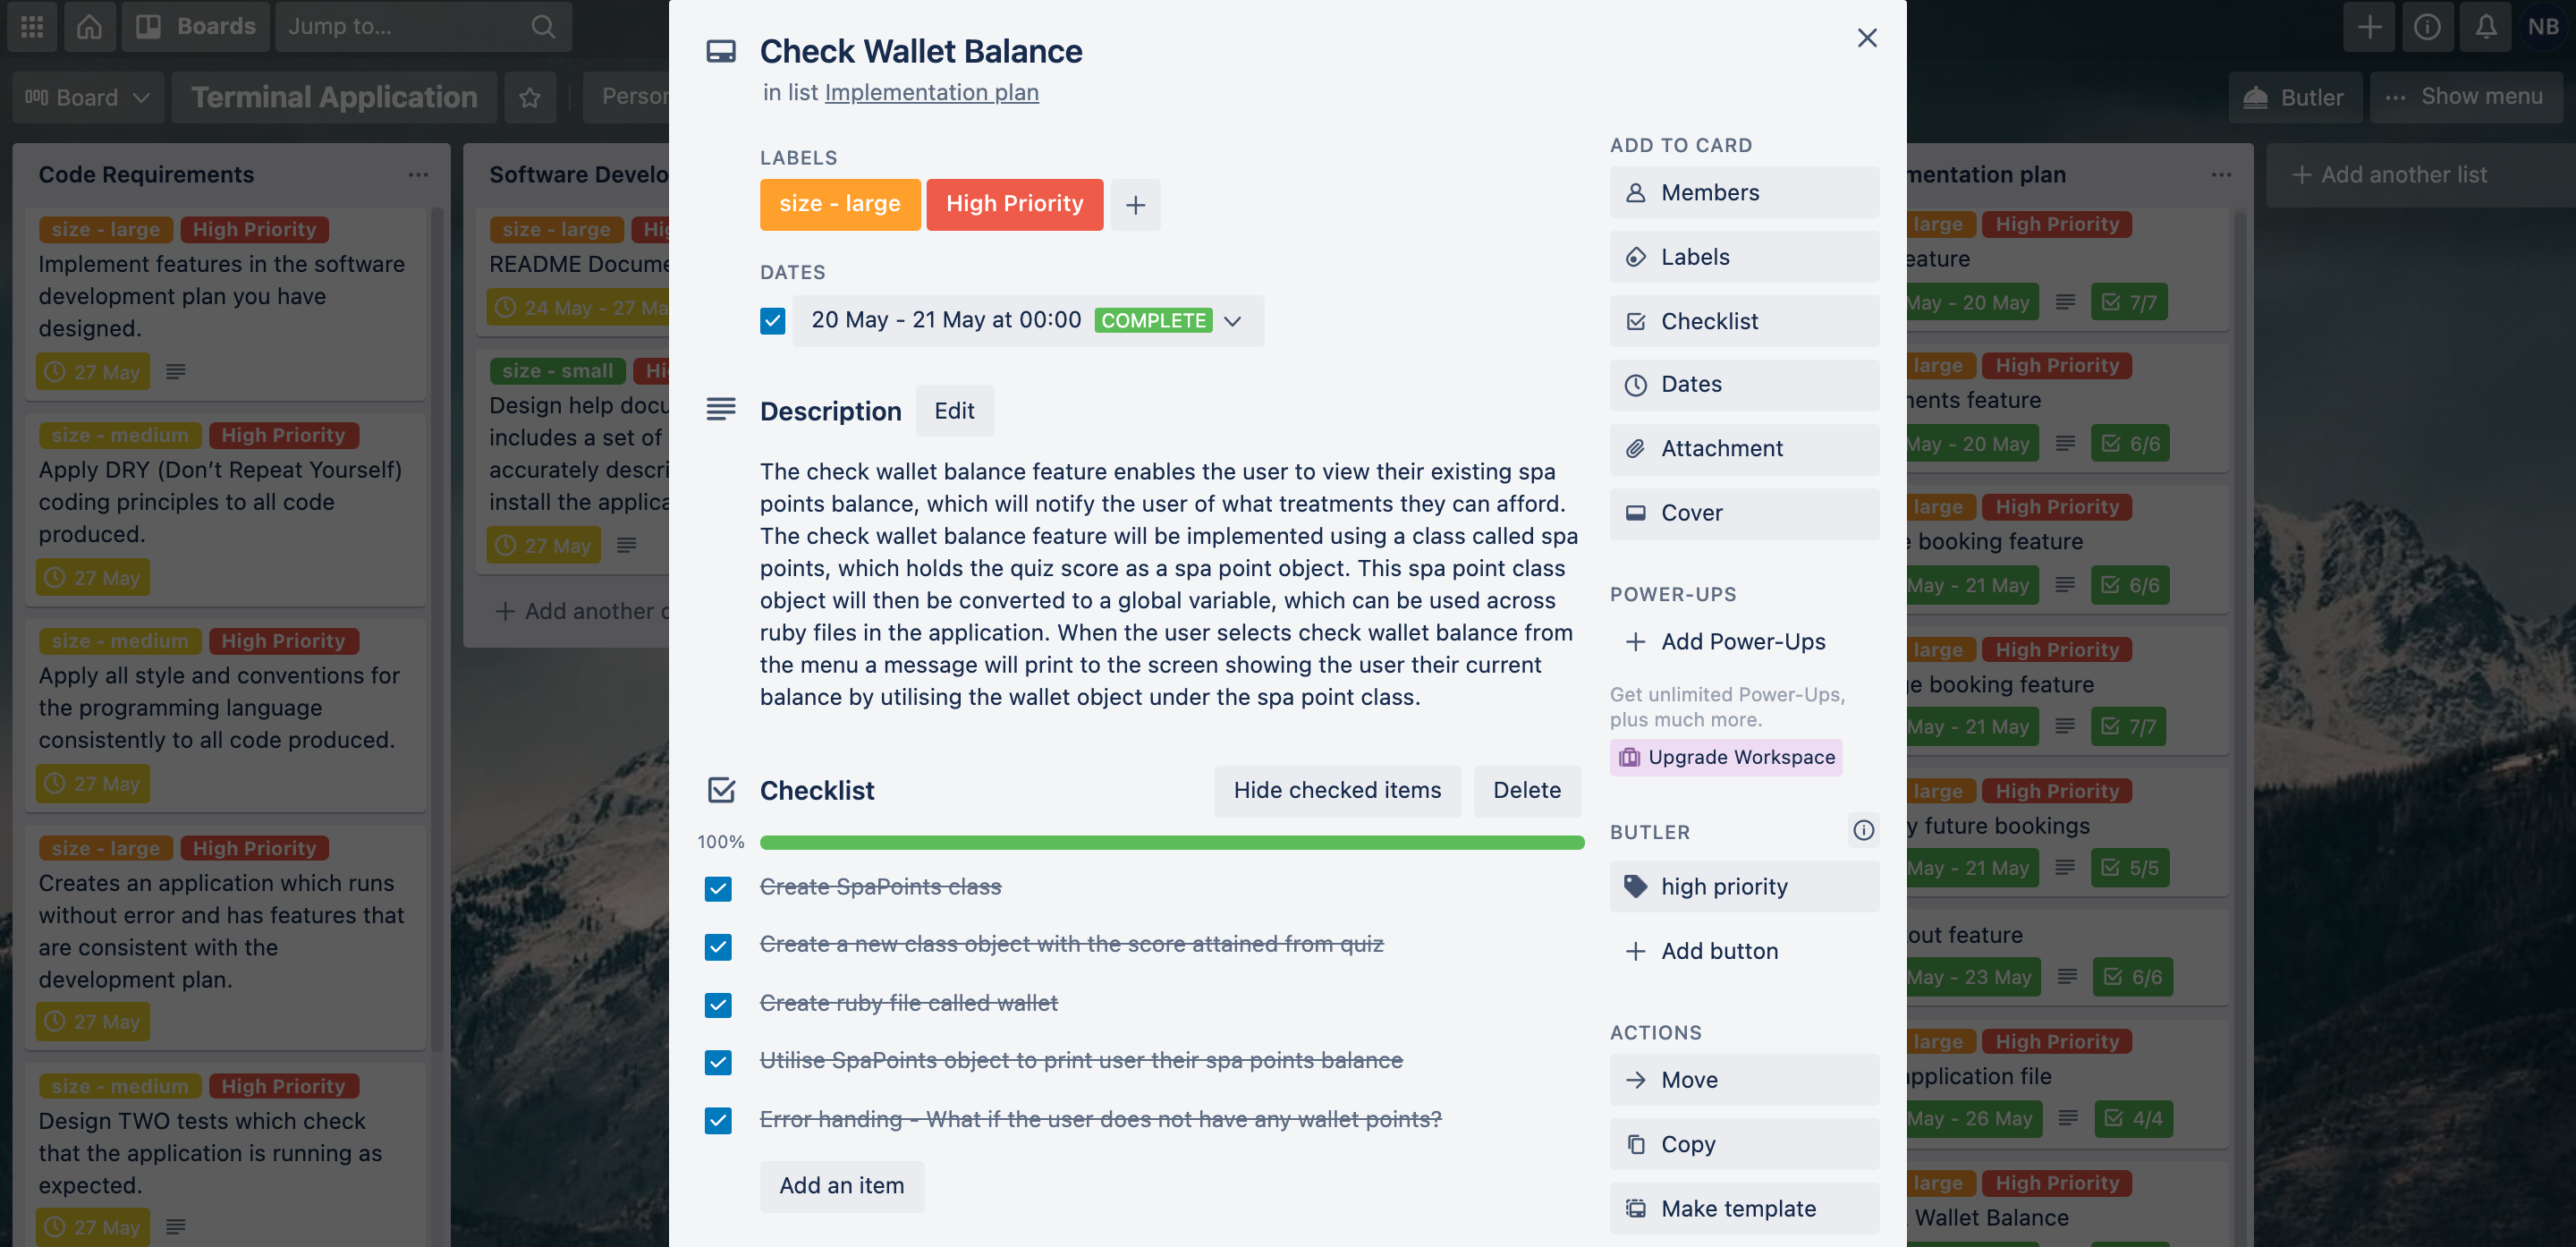 Boards
Jump to...
NB
Board
Terminal Application
Butler
Show menu
Code Requirements
size - large High Priority
Implement features in the software
development plan you have
designed.
27 May
size - medium High Priority
Apply DRY (Don’t Repeat Yourself)
coding principles to all code
produced.
27 May
size - medium High Priority
Apply all style and conventions for
the programming language
consistently to all code produced.
27 May
size - large High Priority
Creates an application which runs
without error and has features that
are consistent with the
development plan.
27 May
size - medium High Priority
Design TWO tests which check
that the application is running as
expected.
27 May
Software
size - large
README
24 May - 27
size - small
Design help
includes a set of
accurately
install the
27 May
Add another
Check Wallet Balance
in list Implementation plan
LABELS
size - large High Priority
DATES
20 May - 21 May at 00:00 COMPLETE
Description Edit
The check wallet balance feature enables the user to view their existing spa
points balance, which will notify the user of what treatments they can afford.
The check wallet balance feature will be implemented using a class called spa
points, which holds the quiz score as a spa point object. This spa point class
object will then be converted to a global variable, which can be used across
ruby files in the application. When the user selects check wallet balance from
the menu a message will print to the screen showing the user their current
balance by utilising the wallet object under the spa point class.
Checklist Hide checked items Delete
100%
Create SpaPoints class
Create a new class object with the score attained from quiz
Create ruby file called wallet
Utilise SpaPoints object to print user their spa points balance
Error handing - What if the user does not have any wallet points?
Add an item
ADD TO CARD
Members
Labels
Checklist
Dates
Attachment
Cover
POWER-UPS
Add Power-Ups
Get unlimited Power-Ups,
plus much more.
Upgrade Workspace
BUTLER
high priority
Add button
ACTIONS
Move
Copy
Make template
plan
large High Priority
May - 20 May 7/7
large High Priority
feature
May - 20 May 6/6
large High Priority
booking feature
May - 21 May 6/6
large High Priority
booking feature
May - 21 May 7/7
large High Priority
future bookings
May - 21 May 5/5
feature
May - 23 May 6/6
large High Priority
file
May - 26 May 4/4
large High Priority
Wallet Balance
Add another list